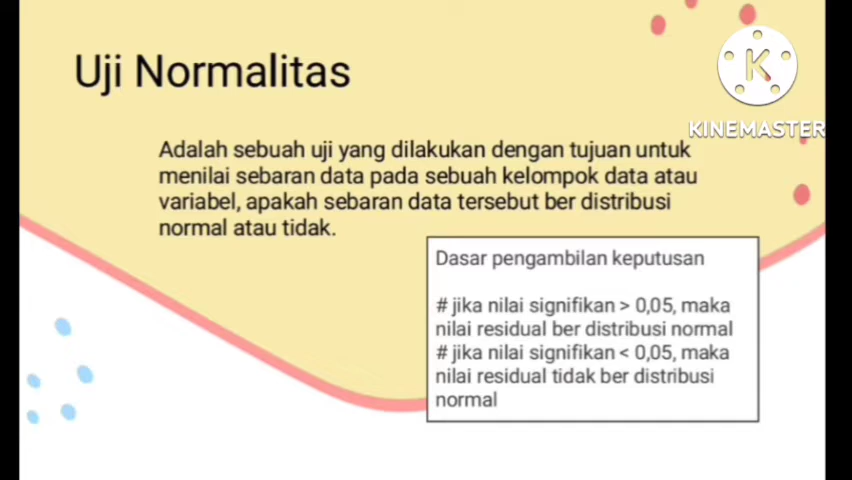 Uji Normalitas
KINEMASTER
Adalah sebuah uji yang dilakukan dengan tujuan untuk
menilai sebaran data pada sebuah kelompok data atau
variabel, apakah sebaran data tersebut ber distribusi
normal atau tidak.
Dasar pengambilan keputusan
# jika nilai signifikan > 0,05, maka
nilai residual ber distribusi normal
# jika nilai signifikan < 0,05, maka
nilai residual tidak ber distribusi
normal